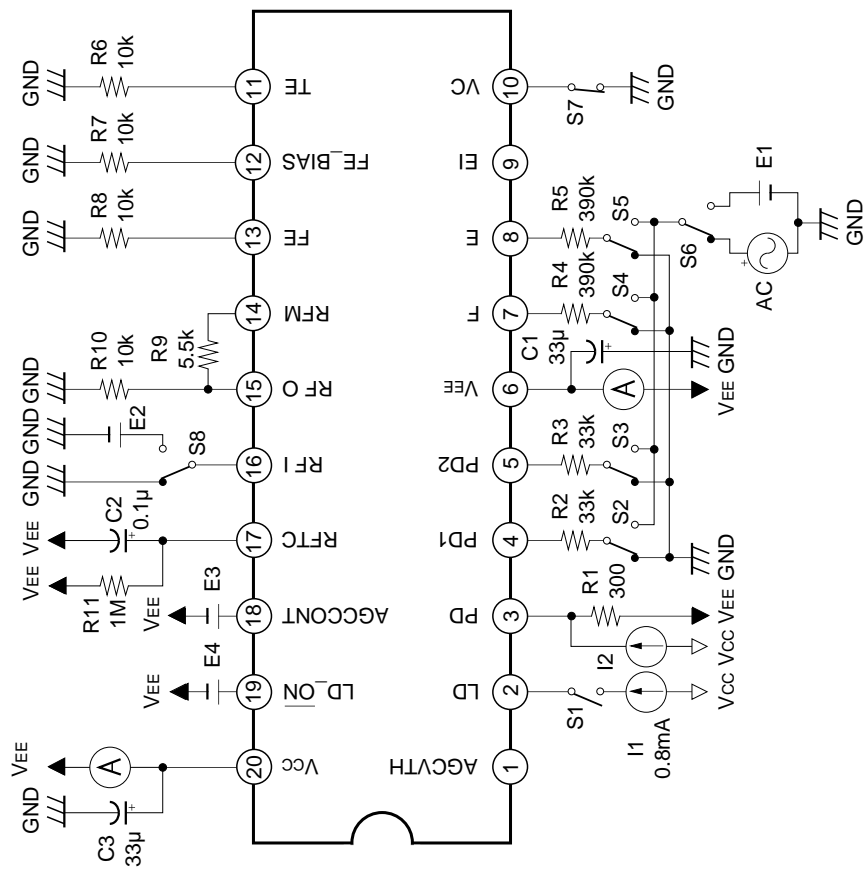 GND
R6
10k
GND
R7
10k
GND
R8
10k
GND
R10
10k
R9
5.5k
GND
E2
GND
S8
VEE
C2
0.1µ
VEE
R11
1M
VEE
E3
VEE
E4
VEE
GND
C3
33µ
11
TE
12
FE_BIAS
13
FE
14
RFM
15
RF O
16
RF I
17
RFTC
18
AGCCONT
19
LD_ON
20
VCC
10
VC
9
EI
8
E
7
F
6
VEE
5
PD2
4
PD1
3
PD
2
LD
1
AGCVTH
S7
GND
R5
390k
S5
R4
390k
S4
S6
E1
AC
GND
C1
33µ
A
VEE
GND
R3
33k
S3
R2
33k
S2
GND
R1
300
VEE
I2
VCC
S1
I1
0.8mA
VCC
A